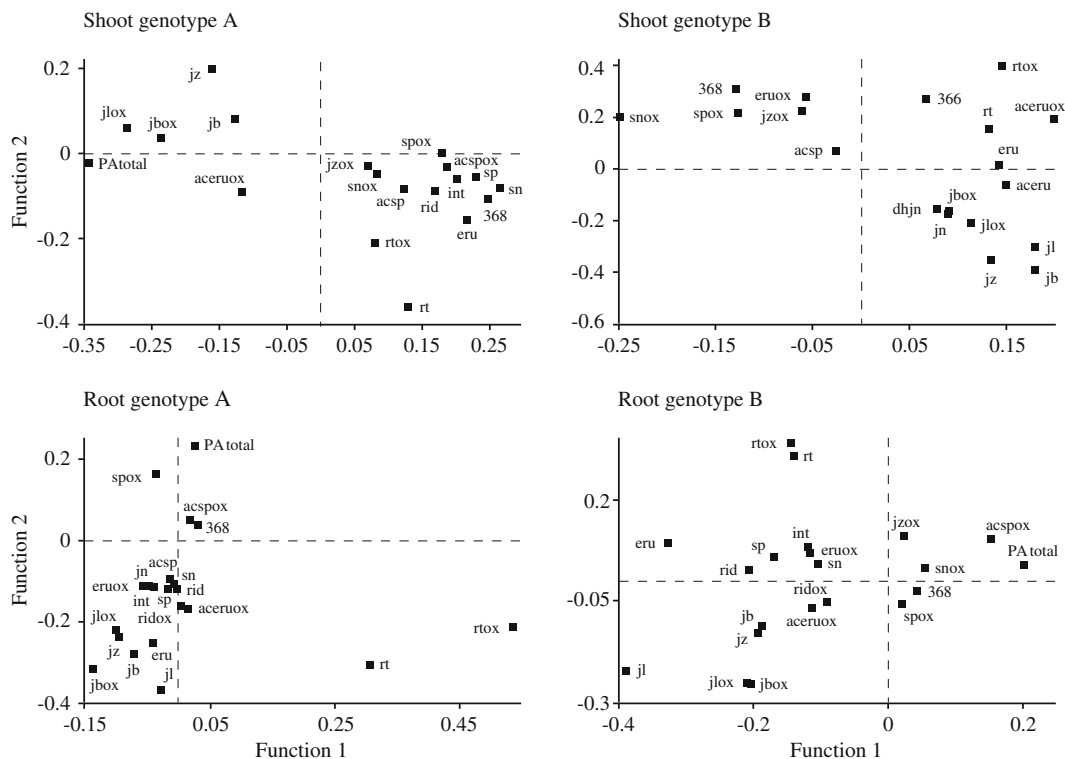 Shoot genotype A
Shoot genotype B
Function 2
0.2
0
-0.2
-0.4
-0.35
-0.25
-0.15
-0.05
0.05
0.15
0.25
jz
jlox
jbox
jb
PAtotal
aceruox
spox
jzox
acspox
snox
sp
acsp
rid
int
sn
368
eru
rtox
rt
0.4
0.2
0
-0.2
-0.4
-0.6
-0.25
-0.15
-0.05
0.05
0.15
rtox
368
eruox
366
aceruox
snox
spox
jzox
rt
acsp
eru
jbox
aceru
dhjn
jn
jlox
jl
jz
jb
Root genotype A
Root genotype B
Function 2
0.2
0
-0.2
-0.4
-0.15
0.05
0.25
0.45
Function 1
PAtotal
spox
acspox
368
acsp
jn
sn
eruox
int
sp
rid
ridox
aceruox
jlox
jz
jb
eru
jbox
jl
rtox
rt
0.2
-0.05
-0.3
-0.4
-0.2
0
0.2
Function 1
rtox
rt
eru
int
jzox
acspox
sp
eruox
PAtotal
rid
sn
snox
ridox
368
jb
aceruox
spox
jz
jl
jlox
jbox